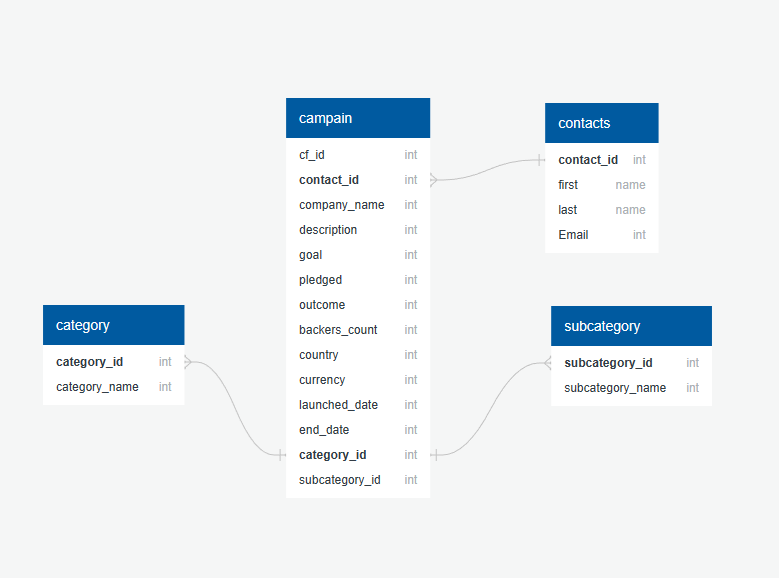 campain
cf_id int
contact_id int
company_name int
description int
goal int
pledged int
outcome int
backers_count int
country int
currency int
launched_date int
end_date int
category_id int
subcategory_id int
contacts
contact_id int
first name
last name
Email int
category
category_id int
category_name int
subcategory
subcategory_id int
subcategory_name int